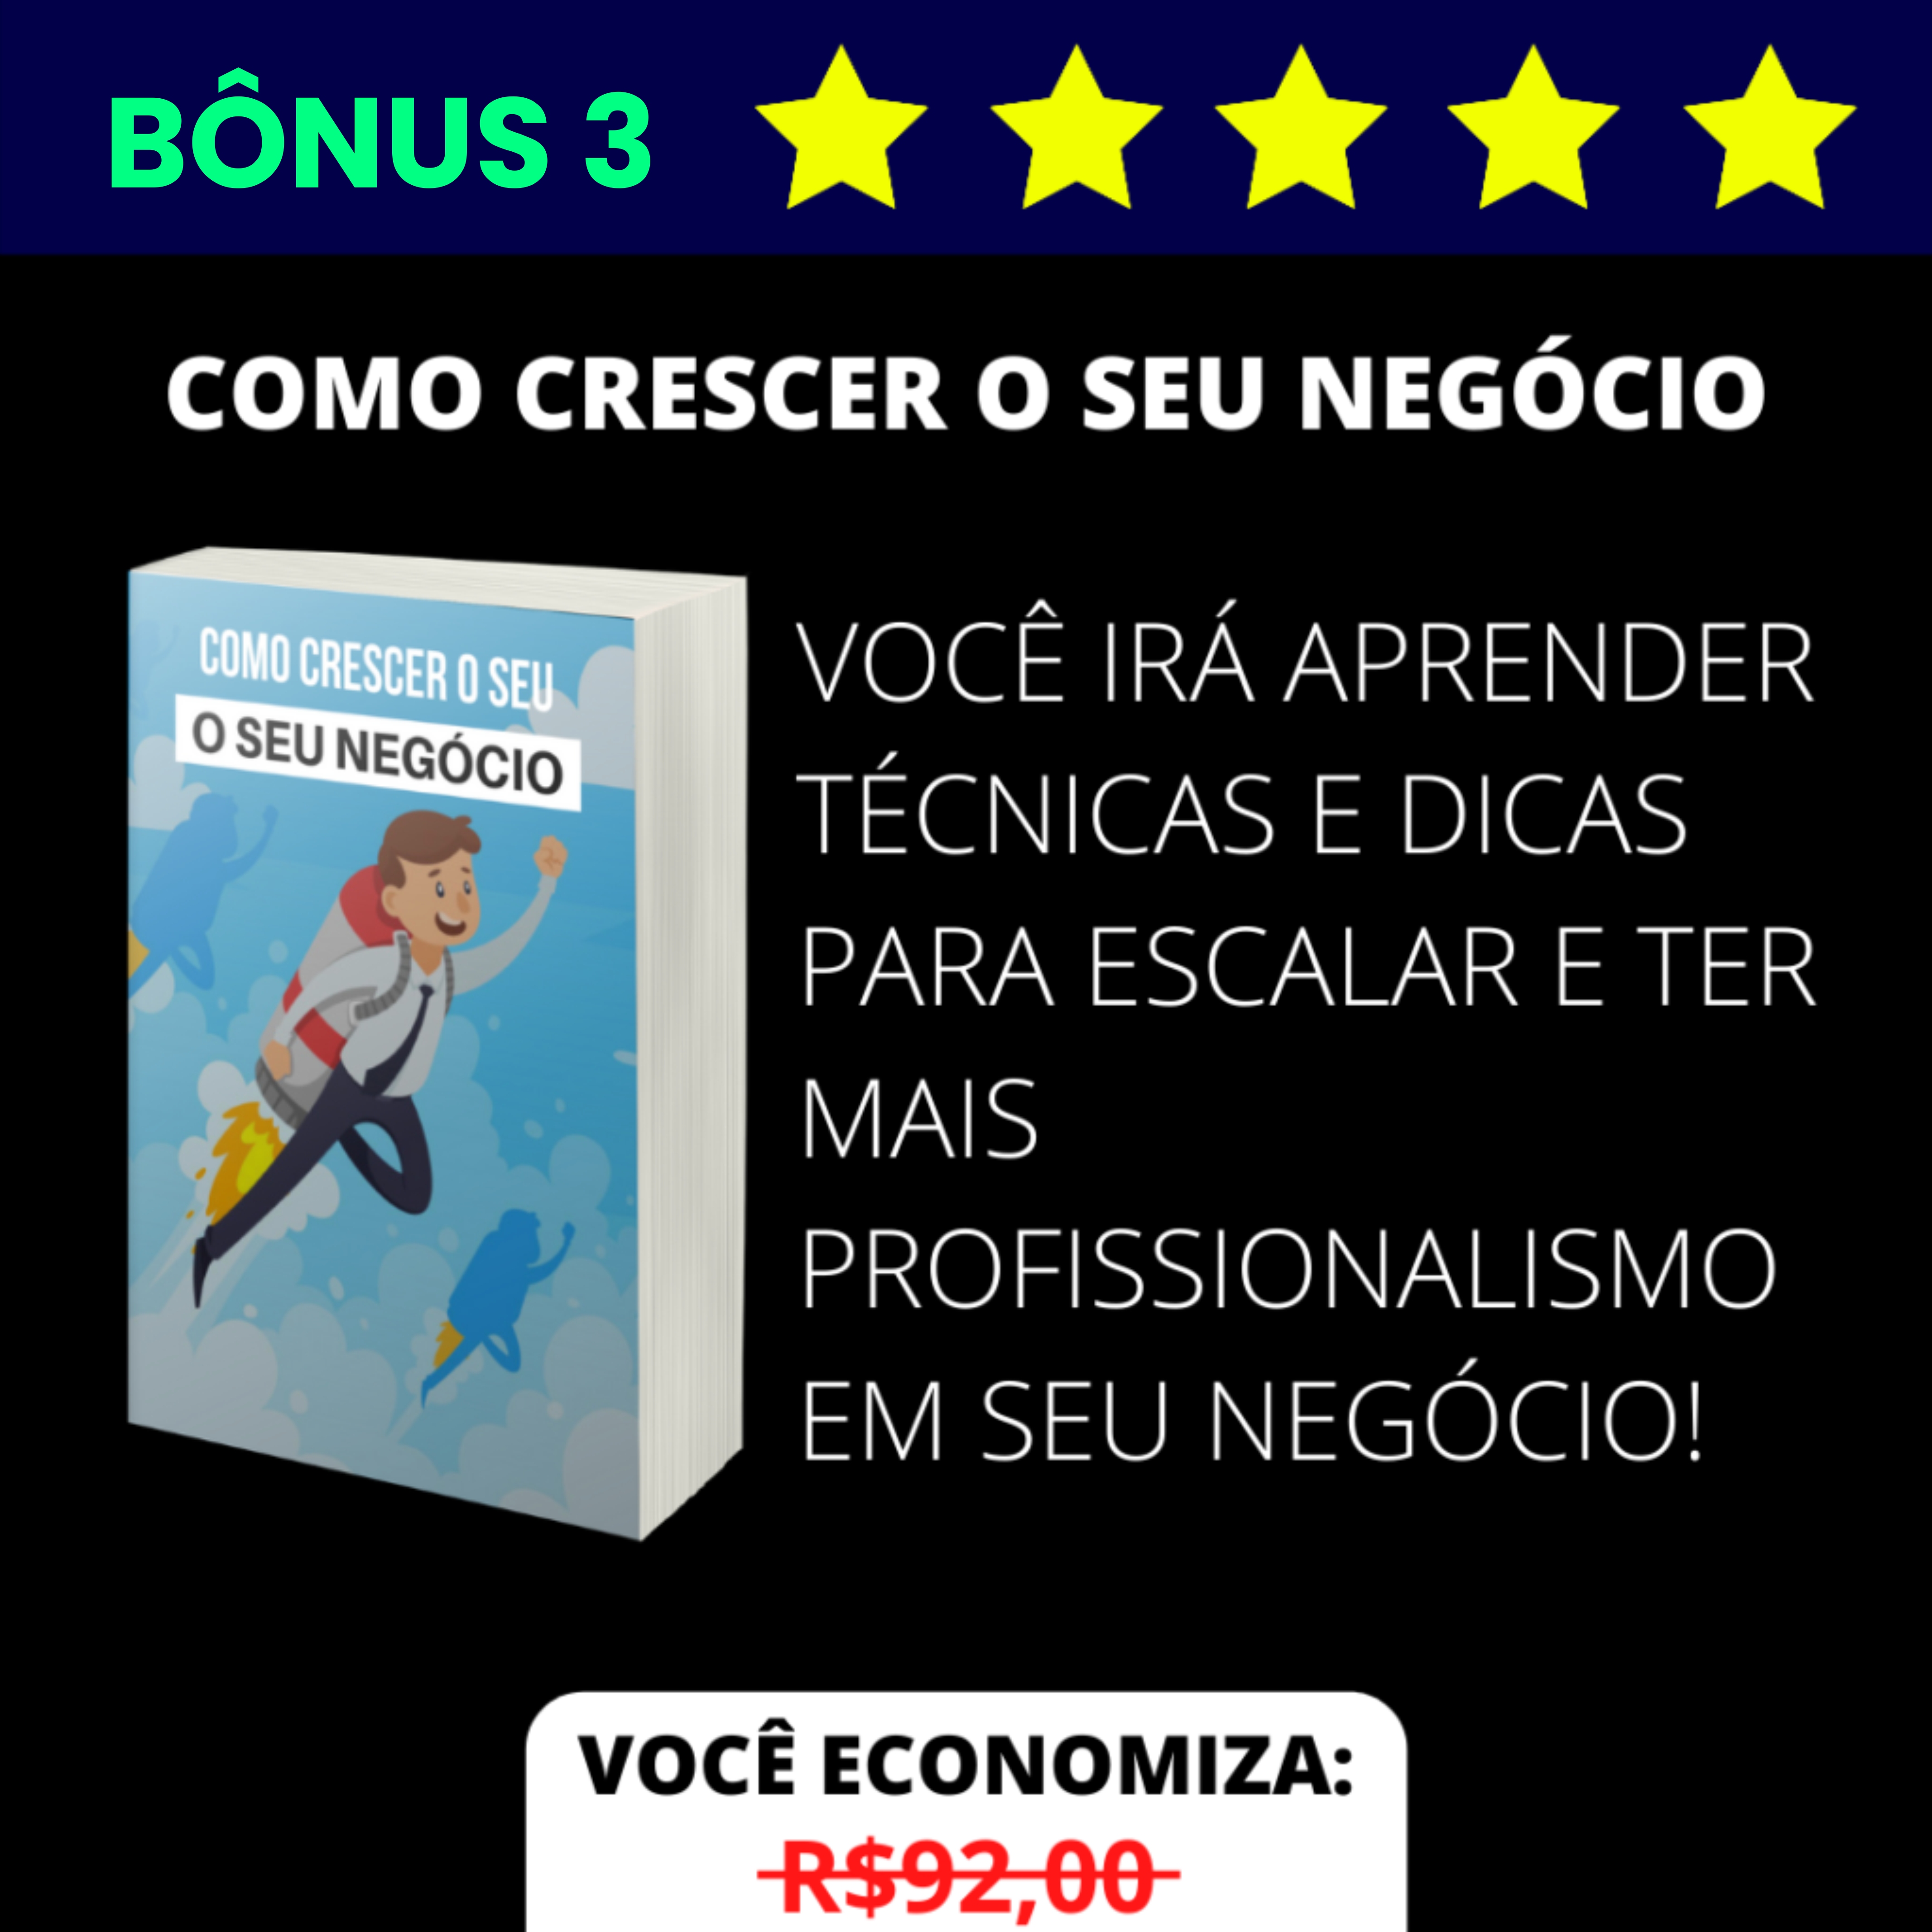 BÔNUS 3
COMO CRESCER O SEU NEGÓCIO
COMO CRESCER O SEU
O SEU NEGÓCIO
VOCÊ IRÁ APRENDER
TÉCNICAS E DICAS
PARA ESCALAR E TER
MAIS
PROFISSIONALISMO
EM SEU NEGÓCIO!
VOCÊ ECONOMIZA:
R$92,00